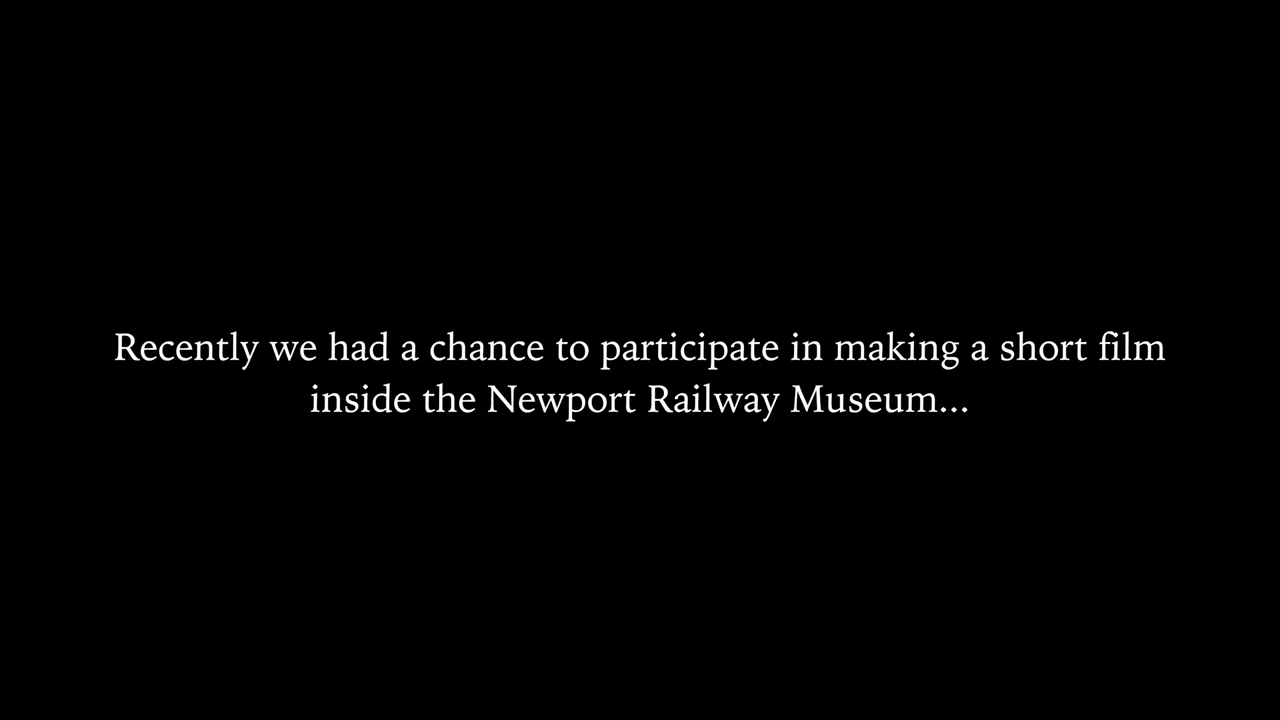 Recently we had a chance to participate in making a short film
inside the Newport Railway Museum...